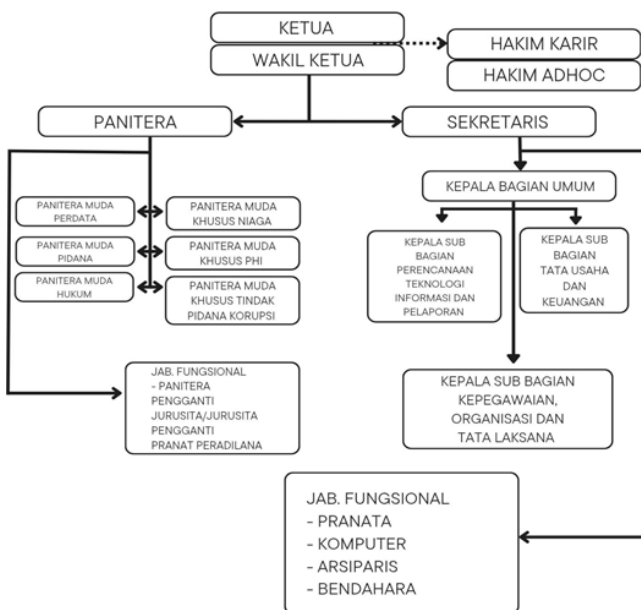 KETUA
WAKIL KETUA
HAKIM KARIR
HAKIM ADHOC
PANITERA
SEKRETARIS
KEPALA BAGIAN UMUM
PANITERA MUDA
PERDATA
PANITERA MUDA
KHUSUS NIAGA
PANITERA MUDA
PIDANA
PANITERA MUDA
KHUSUS PHI
PANITERA MUDA
HUKUM
PANITERA MUDA
KHUSUS TINDAK
PIDANA KORUPSI
KEPALA SUB
BAGIAN
PERENCANAAN
TEKNOLOGI
INFORMASI DAN
PELAPORAN
KEPALA SUB
BAGIAN
TATA USAHA
DAN
KEUANGAN
JAB. FUNGSIONAL
- PANITERA
PENGGANTI
JURUSITA/JURUSITA
PENGGANTI
PRANAT PERADILANA
KEPALA SUB BAGIAN
KEPEGAWAIAN,
ORGANISASI DAN
TATA LAKSANA
JAB. FUNGSIONAL
- PRANATA
- KOMPUTER
- ARSIPARIS
- BENDAHARA